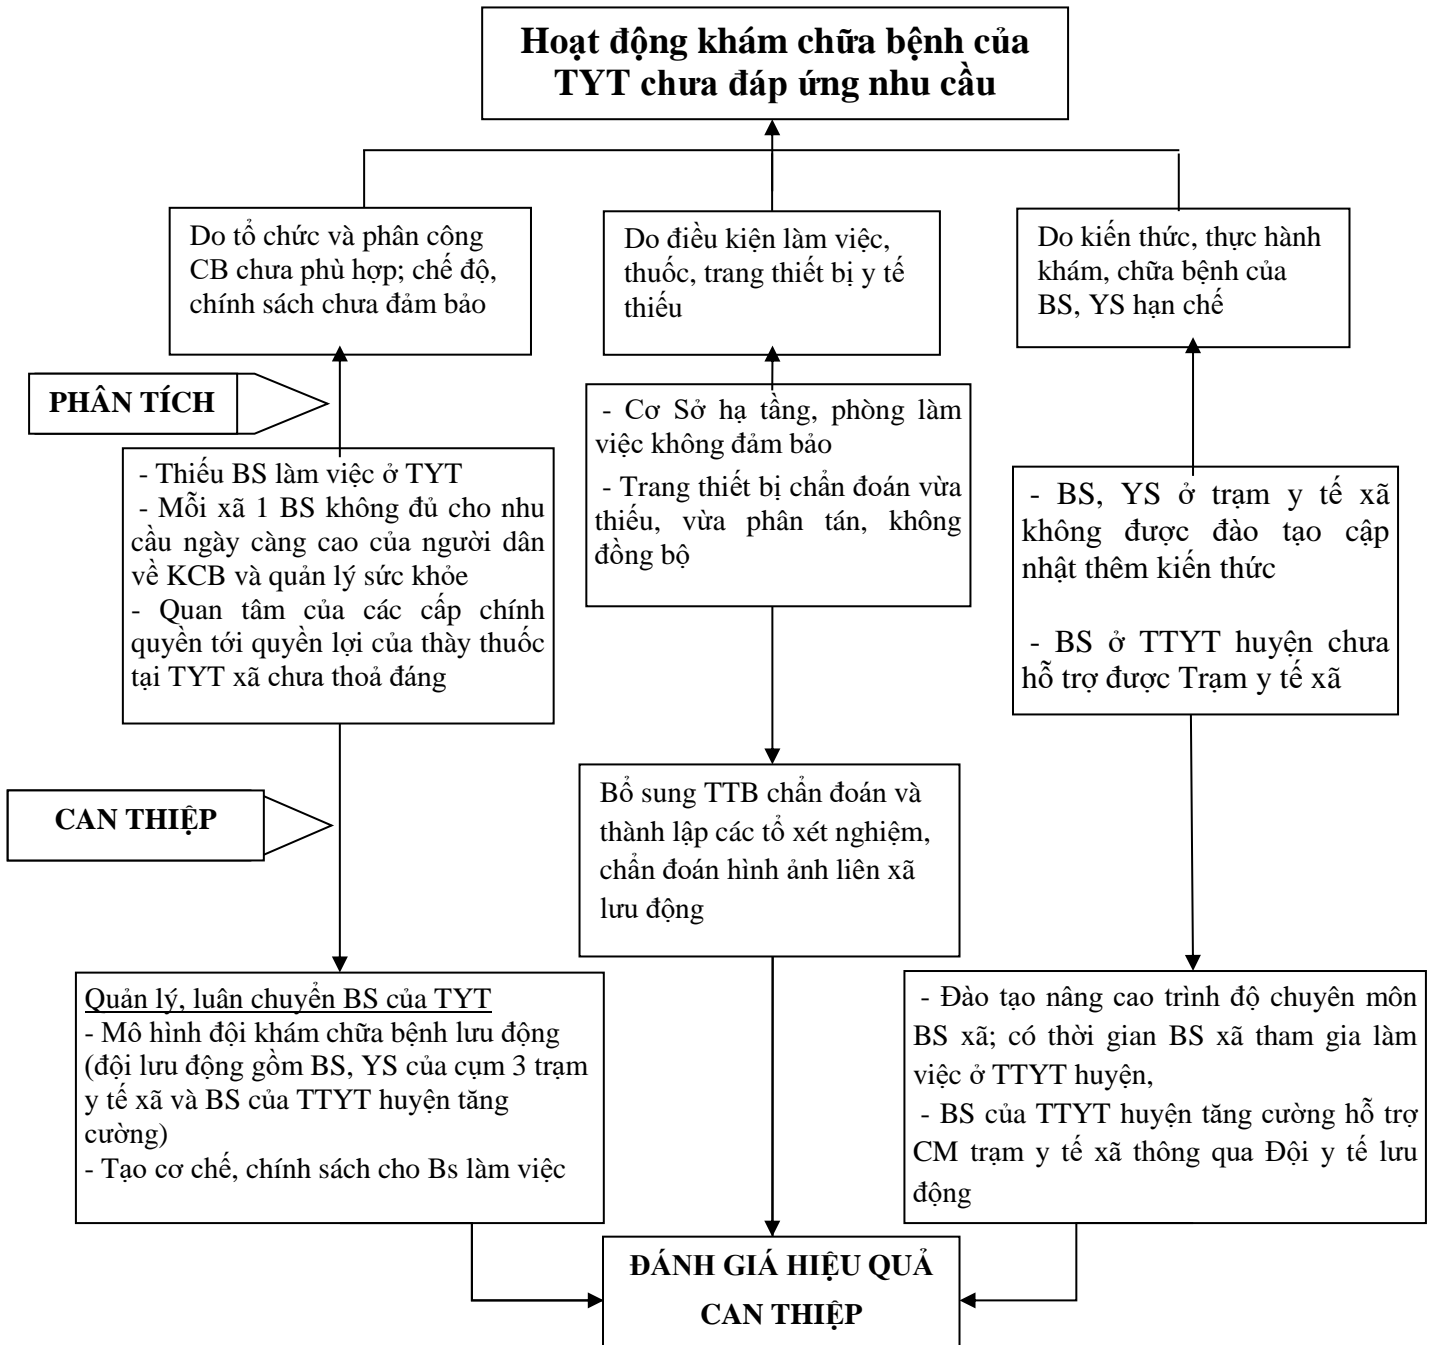 Hoạt động khám chữa bệnh của
TYT chưa đáp ứng nhu cầu
Do tổ chức và phân công
CB chưa phù hợp; chế độ,
chính sách chưa đảm bảo
Do điều kiện làm việc,
thuốc, trang thiết bị y tế
thiếu
Do kiến thức, thực hành
khám, chữa bệnh của
BS, YS hạn chế
PHÂN TÍCH
- Thiếu BS làm việc ở TYT
- Mỗi xã 1 BS không đủ cho nhu
cầu ngày càng cao của người dân
về KCB và quản lý sức khỏe
- Quan tâm của các cấp chính
quyền tới quyền lợi của thày thuốc
tại TYT xã chưa thoả đáng
- Cơ Sở hạ tầng, phòng làm
việc không đảm bảo
- Trang thiết bị chẩn đoán vừa
thiếu, vừa phân tán, không
đồng bộ
- BS, YS ở trạm y tế xã
không được đào tạo cập
nhật thêm kiến thức
- BS ở TTYT huyện chưa
hỗ trợ được Trạm y tế xã
CAN THIỆP
Bổ sung TTB chẩn đoán và
thành lập các tổ xét nghiệm,
chẩn đoán hình ảnh liên xã
lưu động
Quản lý, luân chuyển BS của TYT
- Mô hình đội khám chữa bệnh lưu động
(đội lưu động gồm BS, YS của cụm 3 trạm
y tế xã và BS của TTYT huyện tăng
cường)
- Tạo cơ chế, chính sách cho Bs làm việc
- Đào tạo nâng cao trình độ chuyên môn
BS xã; có thời gian BS xã tham gia làm
việc ở TTYT huyện,
- BS của TTYT huyện tăng cường hỗ trợ
CM trạm y tế xã thông qua Đội y tế lưu
động
ĐÁNH GIÁ HIỆU QUẢ
CAN THIỆP